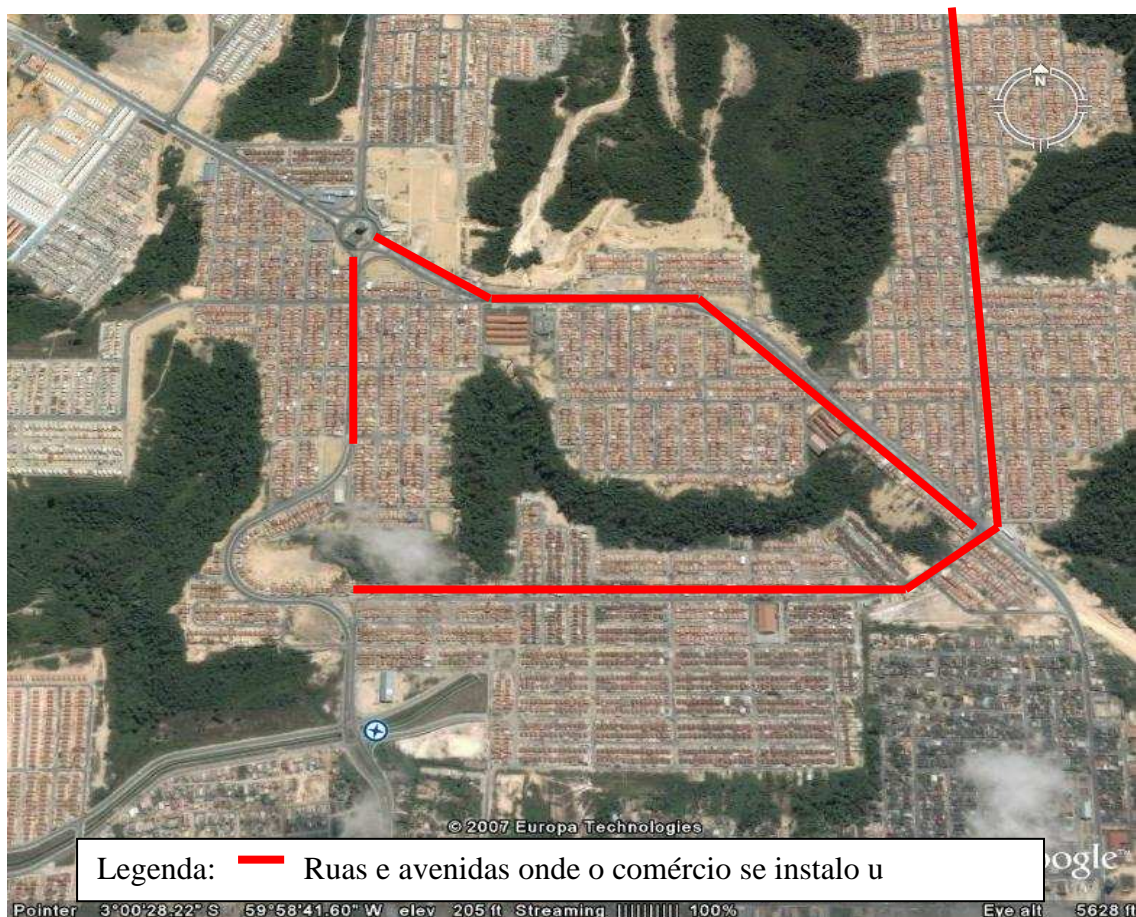 N
© 2007 Europa Technologies
Legenda: Ruas e avenidas onde o comércio se instalo u
oogle™
Pointer 3°00'28.22" S 59°58'41.60" W elev 205 ft Streaming |||||||||| 100% Eye alt 5628 ft